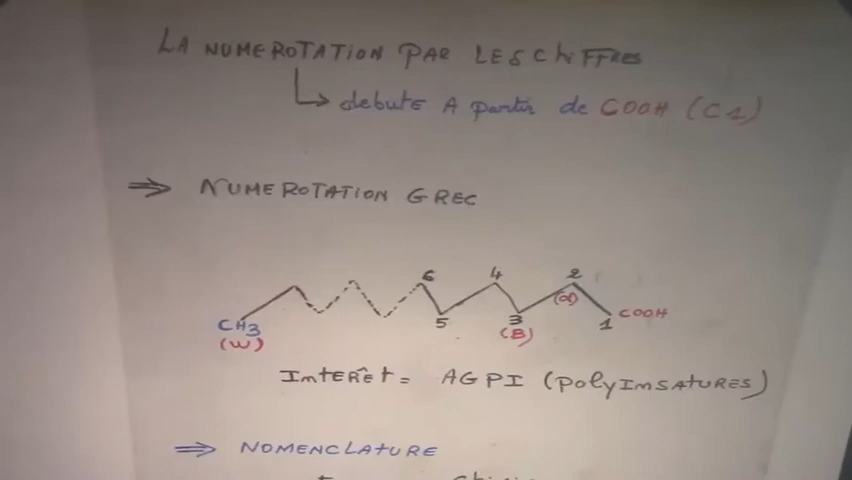 LA NUMEROTATION PAR LES ChiFFRES
debute A partir de COOH (C1)
⇒ NUMEROTATION GREC
6 4 2
CH3 5 3 (α) 1 COOH
(W) (B)
Intérêt = AGPI (polyinsATURES)
⇒ NOMENCLATURE